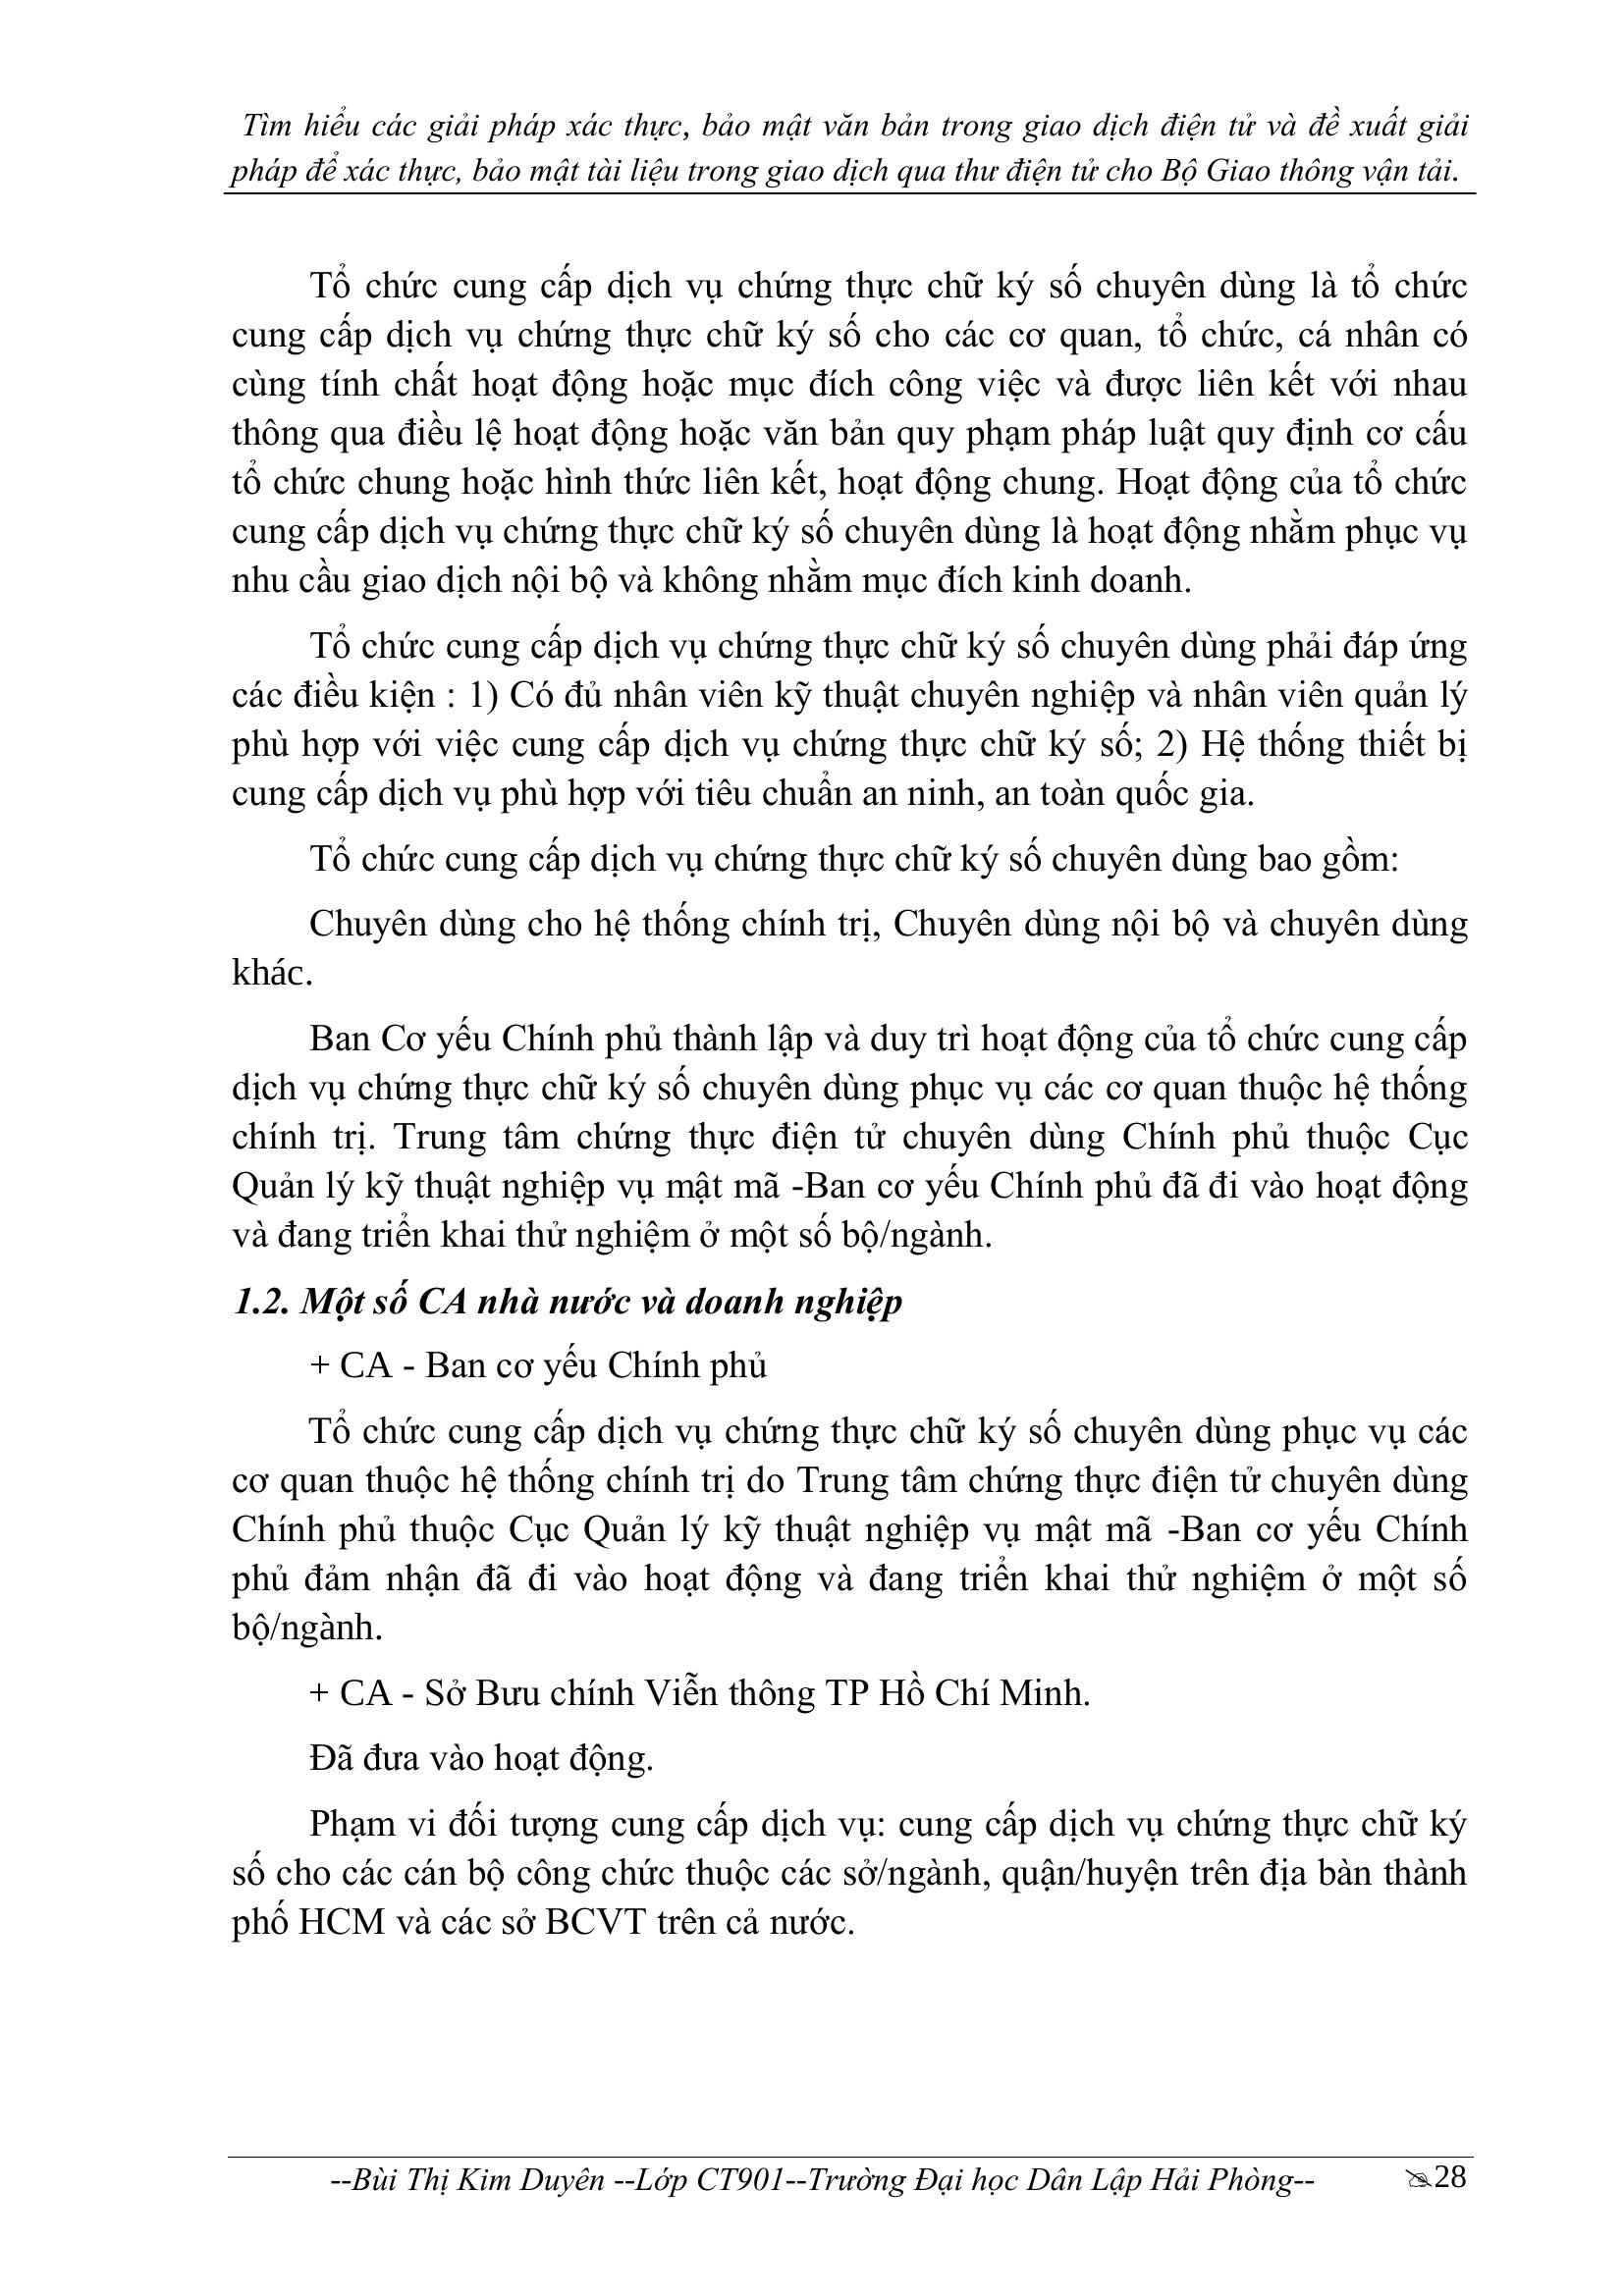 Tìm hiểu các giải pháp xác thực, bảo mật văn bản trong giao dịch điện tử và đề xuất giải
pháp để xác thực, bảo mật tài liệu trong giao dịch qua thư điện tử cho Bộ Giao thông vận tải.
Tổ chức cung cấp dịch vụ chứng thực chữ ký số chuyên dùng là tổ chức
cung cấp dịch vụ chứng thực chữ ký số cho các cơ quan, tổ chức, cá nhân có
cùng tính chất hoạt động hoặc mục đích công việc và được liên kết với nhau
thông qua điều lệ hoạt động hoặc văn bản quy phạm pháp luật quy định cơ cấu
tổ chức chung hoặc hình thức liên kết, hoạt động chung. Hoạt động của tổ chức
cung cấp dịch vụ chứng thực chữ ký số chuyên dùng là hoạt động nhằm phục vụ
nhu cầu giao dịch nội bộ và không nhằm mục đích kinh doanh.
Tổ chức cung cấp dịch vụ chứng thực chữ ký số chuyên dùng phải đáp ứng
các điều kiện : 1) Có đủ nhân viên kỹ thuật chuyên nghiệp và nhân viên quản lý
phù hợp với việc cung cấp dịch vụ chứng thực chữ ký số; 2) Hệ thống thiết bị
cung cấp dịch vụ phù hợp với tiêu chuẩn an ninh, an toàn quốc gia.
Tổ chức cung cấp dịch vụ chứng thực chữ ký số chuyên dùng bao gồm:
Chuyên dùng cho hệ thống chính trị, Chuyên dùng nội bộ và chuyên dùng
khác.
Ban Cơ yếu Chính phủ thành lập và duy trì hoạt động của tổ chức cung cấp
dịch vụ chứng thực chữ ký số chuyên dùng phục vụ các cơ quan thuộc hệ thống
chính trị. Trung tâm chứng thực điện tử chuyên dùng Chính phủ thuộc Cục
Quản lý kỹ thuật nghiệp vụ mật mã -Ban cơ yếu Chính phủ đã đi vào hoạt động
và đang triển khai thử nghiệm ở một số bộ/ngành.
1.2. Một số CA nhà nước và doanh nghiệp
+ CA - Ban cơ yếu Chính phủ
Tổ chức cung cấp dịch vụ chứng thực chữ ký số chuyên dùng phục vụ các
cơ quan thuộc hệ thống chính trị do Trung tâm chứng thực điện tử chuyên dùng
Chính phủ thuộc Cục Quản lý kỹ thuật nghiệp vụ mật mã -Ban cơ yếu Chính
phủ đảm nhận đã đi vào hoạt động và đang triển khai thử nghiệm ở một số
bộ/ngành.
+ CA - Sở Bưu chính Viễn thông TP Hồ Chí Minh.
Đã đưa vào hoạt động.
Phạm vi đối tượng cung cấp dịch vụ: cung cấp dịch vụ chứng thực chữ ký
số cho các cán bộ công chức thuộc các sở/ngành, quận/huyện trên địa bàn thành
phố HCM và các sở BCVT trên cả nước.
--Bùi Thị Kim Duyên --Lớp CT901--Trường Đại học Dân Lập Hải Phòng-- 28